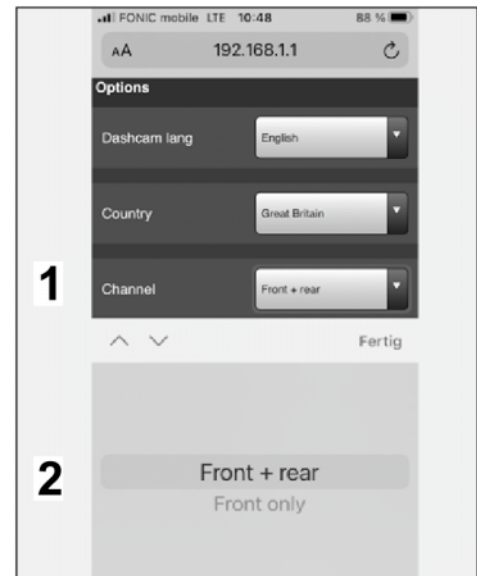 FONIC mobile LTE 10:48 88 %
AA 192.168.1.1
Options
Dashcam lang English
Country Great Britain
1 Channel Front + rear
Fertig
2 Front + rear
Front only